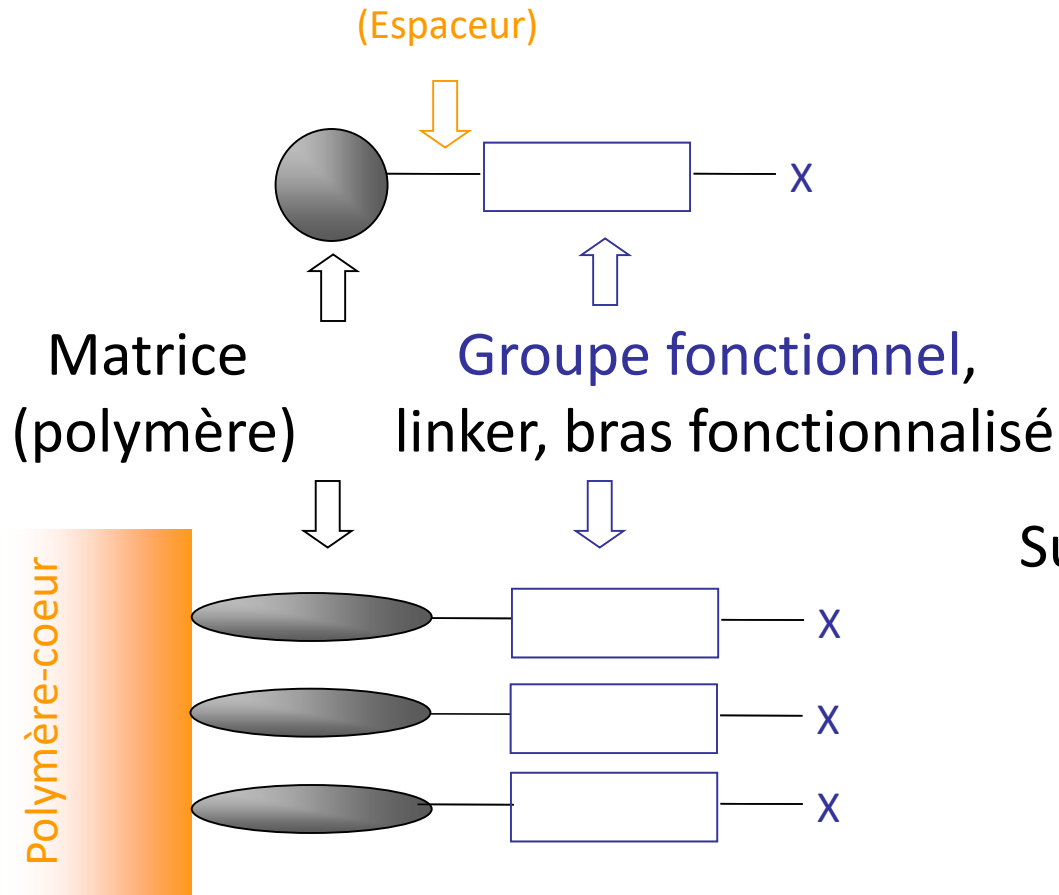 (Espaceur)
X
Matrice
(polymère)
Groupe fonctionnel,
linker, bras fonctionnalisé
Polymère-coeur
X
X
X